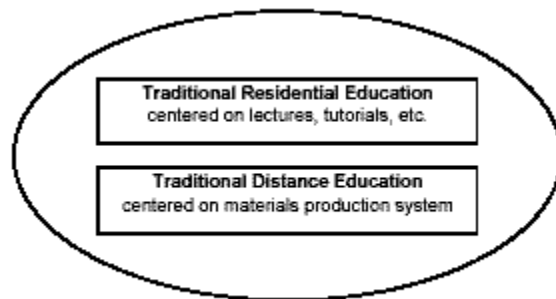 Traditional Residential Education
centered on lectures, tutorials, etc.
Traditional Distance Education
centered on materials production system